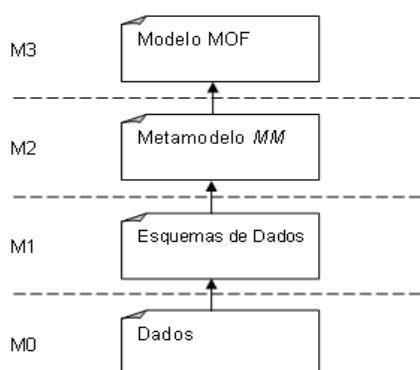 M3
Modelo MOF
M2
Metamodelo MM
M1
Esquemas de Dados
M0
Dados